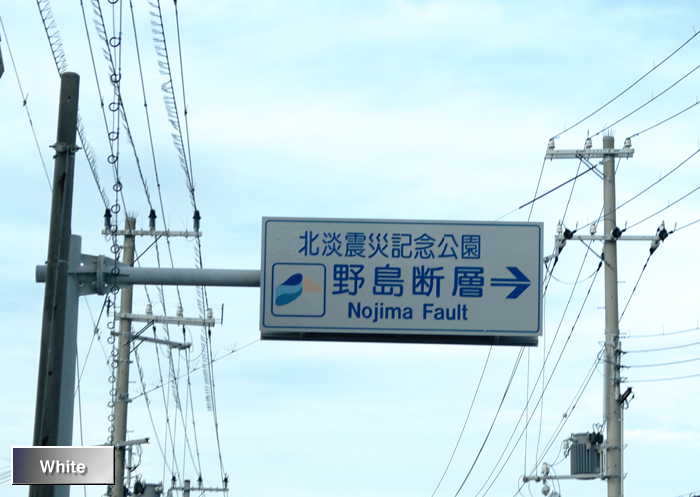 北淡震災記念公園
野島断層→
Nojima Fault
White